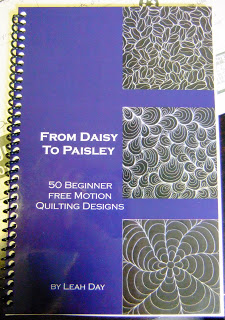 From Daisy
To Paisley
50 Beginner
Free Motion
Quilting Designs
by Leah Day